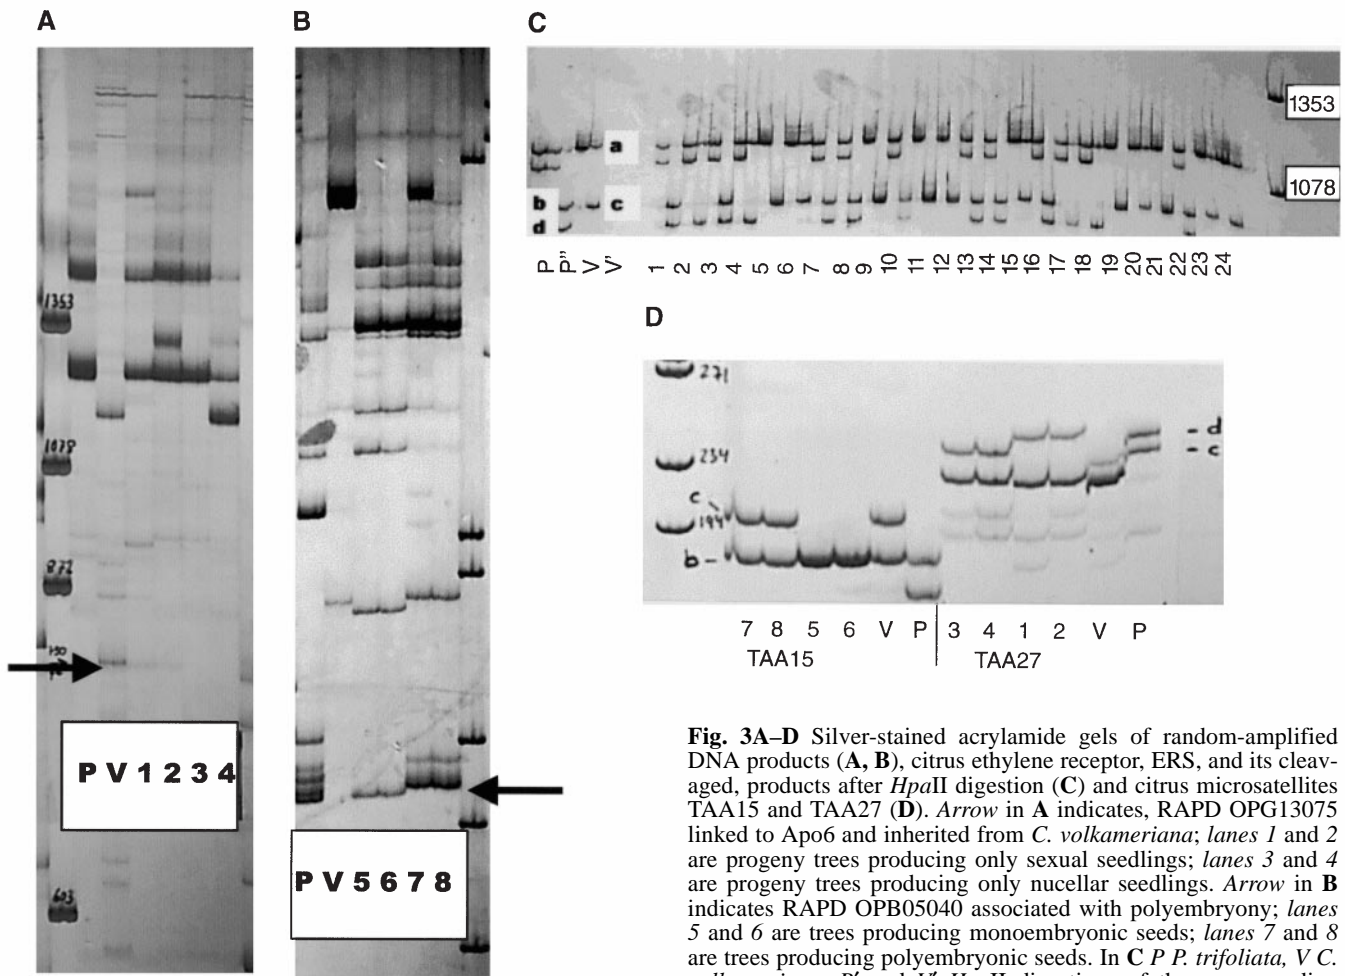 A
B
C
1353
1078
a
b
c
d
P P" V V" 1 2 3 4 5 6 7 8 9 10 11 12 13 14 15 16 17 18 19 20 21 22 23 24
1353
1078
872
603
P V 1 2 3 4
P V 5 6 7 8
D
271
234
194
c
b-
- d
- c
7 8 5 6 V P 3 4 1 2 V P
TAA15 TAA27
Fig. 3A–D Silver-stained acrylamide gels of random-amplified
DNA products (A, B), citrus ethylene receptor, ERS, and its cleav-
aged, products after HpaII digestion (C) and citrus microsatellites
TAA15 and TAA27 (D). Arrow in A indicates, RAPD OPG13075
linked to Apo6 and inherited from C. volkameriana; lanes 1 and 2
are progeny trees producing only sexual seedlings; lanes 3 and 4
are progeny trees producing only nucellar seedlings. Arrow in B
indicates RAPD OPB05040 associated with polyembryony; lanes
5 and 6 are trees producing monoembryonic seeds; lanes 7 and 8
are trees producing polyembryonic seeds. In C P P. trifoliata, V C.